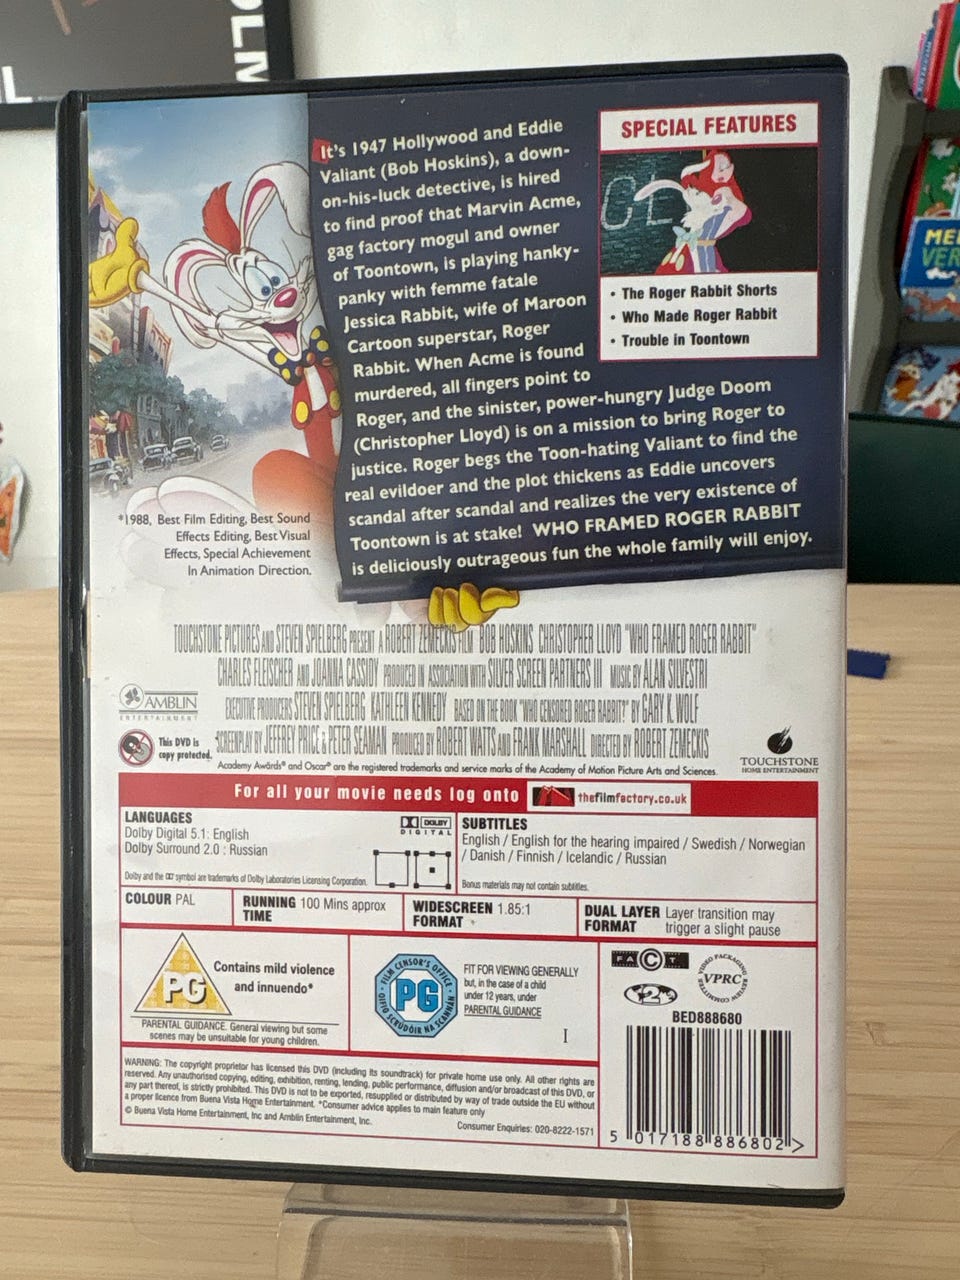 It's 1947 Hollywood and Eddie
Valiant (Bob Hoskins), a down-
on-his-luck detective, is hired
to find proof that Marvin Acme,
gag factory mogul and owner
of Toontown, is playing hanky-
panky with femme fatale
Jessica Rabbit, wife of Maroon
Cartoon superstar, Roger
Rabbit. When Acme is found
murdered, all fingers point to
Roger, and the sinister, power-hungry Judge Doom
(Christopher Lloyd) is on a mission to bring Roger to
justice. Roger begs the Toon-hating Valiant to find the
real evildoer and the plot thickens as Eddie uncovers
scandal after scandal and realizes the very existence of
Toontown is at stake! WHO FRAMED ROGER RABBIT
is deliciously outrageous fun the whole family will enjoy.
SPECIAL FEATURES
• The Roger Rabbit Shorts
• Who Made Roger Rabbit
• Trouble in Toontown
*1988, Best Film Editing, Best Sound
Effects Editing, Best Visual
Effects, Special Achievement
In Animation Direction.
TOUCHSTONE PICTURES AND STEVEN SPIELBERG PRESENT A ROBERT ZEMECKIS FILM BOB HOSKINS CHRISTOPHER LLOYD "WHO FRAMED ROGER RABBIT"
CHARLES FLEISCHER AND JOANNA CASSIDY PRODUCED IN ASSOCIATION WITH SILVER SCREEN PARTNERS III MUSIC BY ALAN SILVESTRI
EXECUTIVE PRODUCERS STEVEN SPIELBERG KATHLEEN KENNEDY BASED ON THE BOOK "WHO CENSORED ROGER RABBIT?" BY GARY K. WOLF
SCREENPLAY BY JEFFREY PRICE & PETER SEAMAN PRODUCED BY ROBERT WATTS AND FRANK MARSHALL DIRECTED BY ROBERT ZEMECKIS
AMBLIN
ENTERTAINMENT
This DVD is
copy protected.
Academy Awards® and Oscar® are the registered trademarks and service marks of the Academy of Motion Picture Arts and Sciences.
TOUCHSTONE
HOME ENTERTAINMENT
For all your movie needs log onto thefilmfactory.co.uk
LANGUAGES
Dolby Digital 5.1: English
Dolby Surround 2.0 : Russian
DOLBY
DIGITAL
Dolby and the DD symbol are trademarks of Dolby Laboratories Licensing Corporation.
SUBTITLES
English / English for the hearing impaired / Swedish / Norwegian
/ Danish / Finnish / Icelandic / Russian
Bonus materials may not contain subtitles.
COLOUR PAL
RUNNING 100 Mins approx
TIME
WIDESCREEN 1.85:1
FORMAT
DUAL LAYER Layer transition may
FORMAT trigger a slight pause
PG
Contains mild violence
and innuendo*
PARENTAL GUIDANCE. General viewing but some
scenes may be unsuitable for young children.
FILM CENSOR'S OFFICE
PG
OIFIG SCRÚDÓIR NA SCANNÁN
FIT FOR VIEWING GENERALLY
but, in the case of a child
under 12 years, under
PARENTAL GUIDANCE
I
FACT
VIDEO PACKAGING REVIEW COMMITTEE
VPRC
2
BED888680
5 017188 886802 >
WARNING: The copyright proprietor has licensed this DVD (including its soundtrack) for private home use only. All other rights are
reserved. Any unauthorised copying, editing, exhibition, renting, lending, public performance, diffusion and/or broadcast of this DVD, or
any part thereof, is strictly prohibited. This DVD is not to be exported, resupplied or distributed by way of trade outside the EU without
a proper licence from Buena Vista Home Entertainment. *Consumer advice applies to main feature only
© Buena Vista Home Entertainment, Inc and Amblin Entertainment, Inc.
Consumer Enquiries: 020-8222-1571